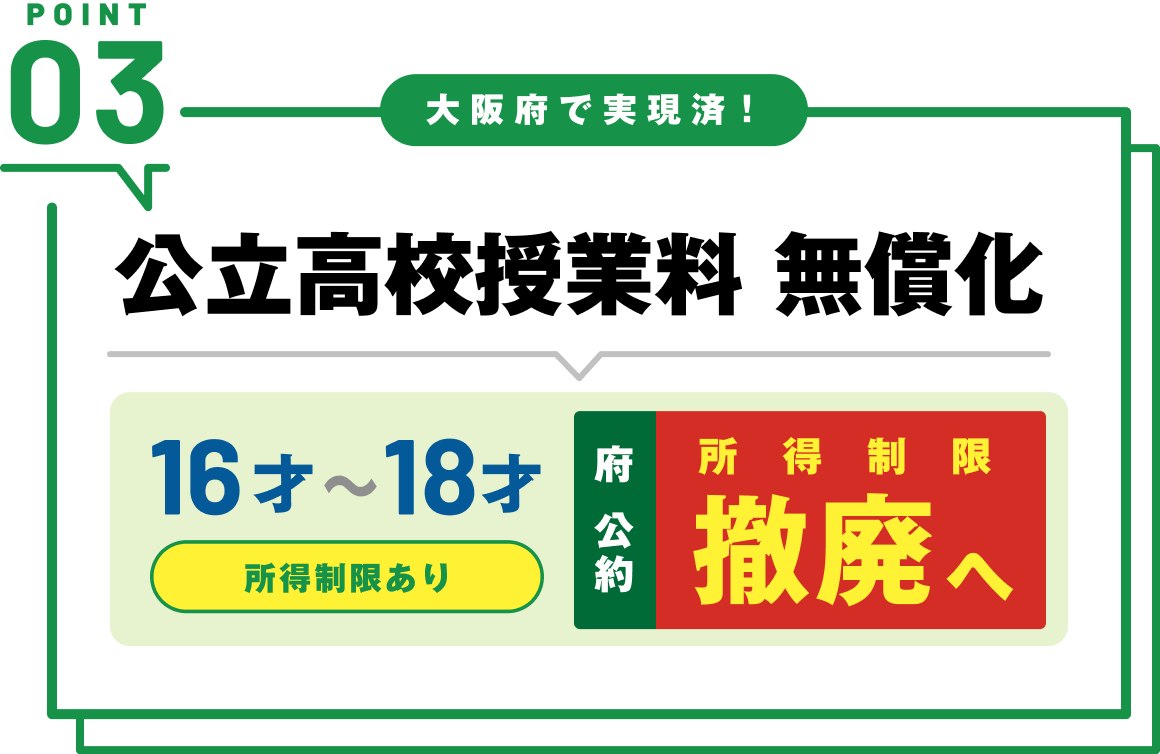 POINT
03
大阪府で実現済！
公立高校授業料 無償化
16才～18才
所得制限あり
府公約
所得制限
撤廃へ